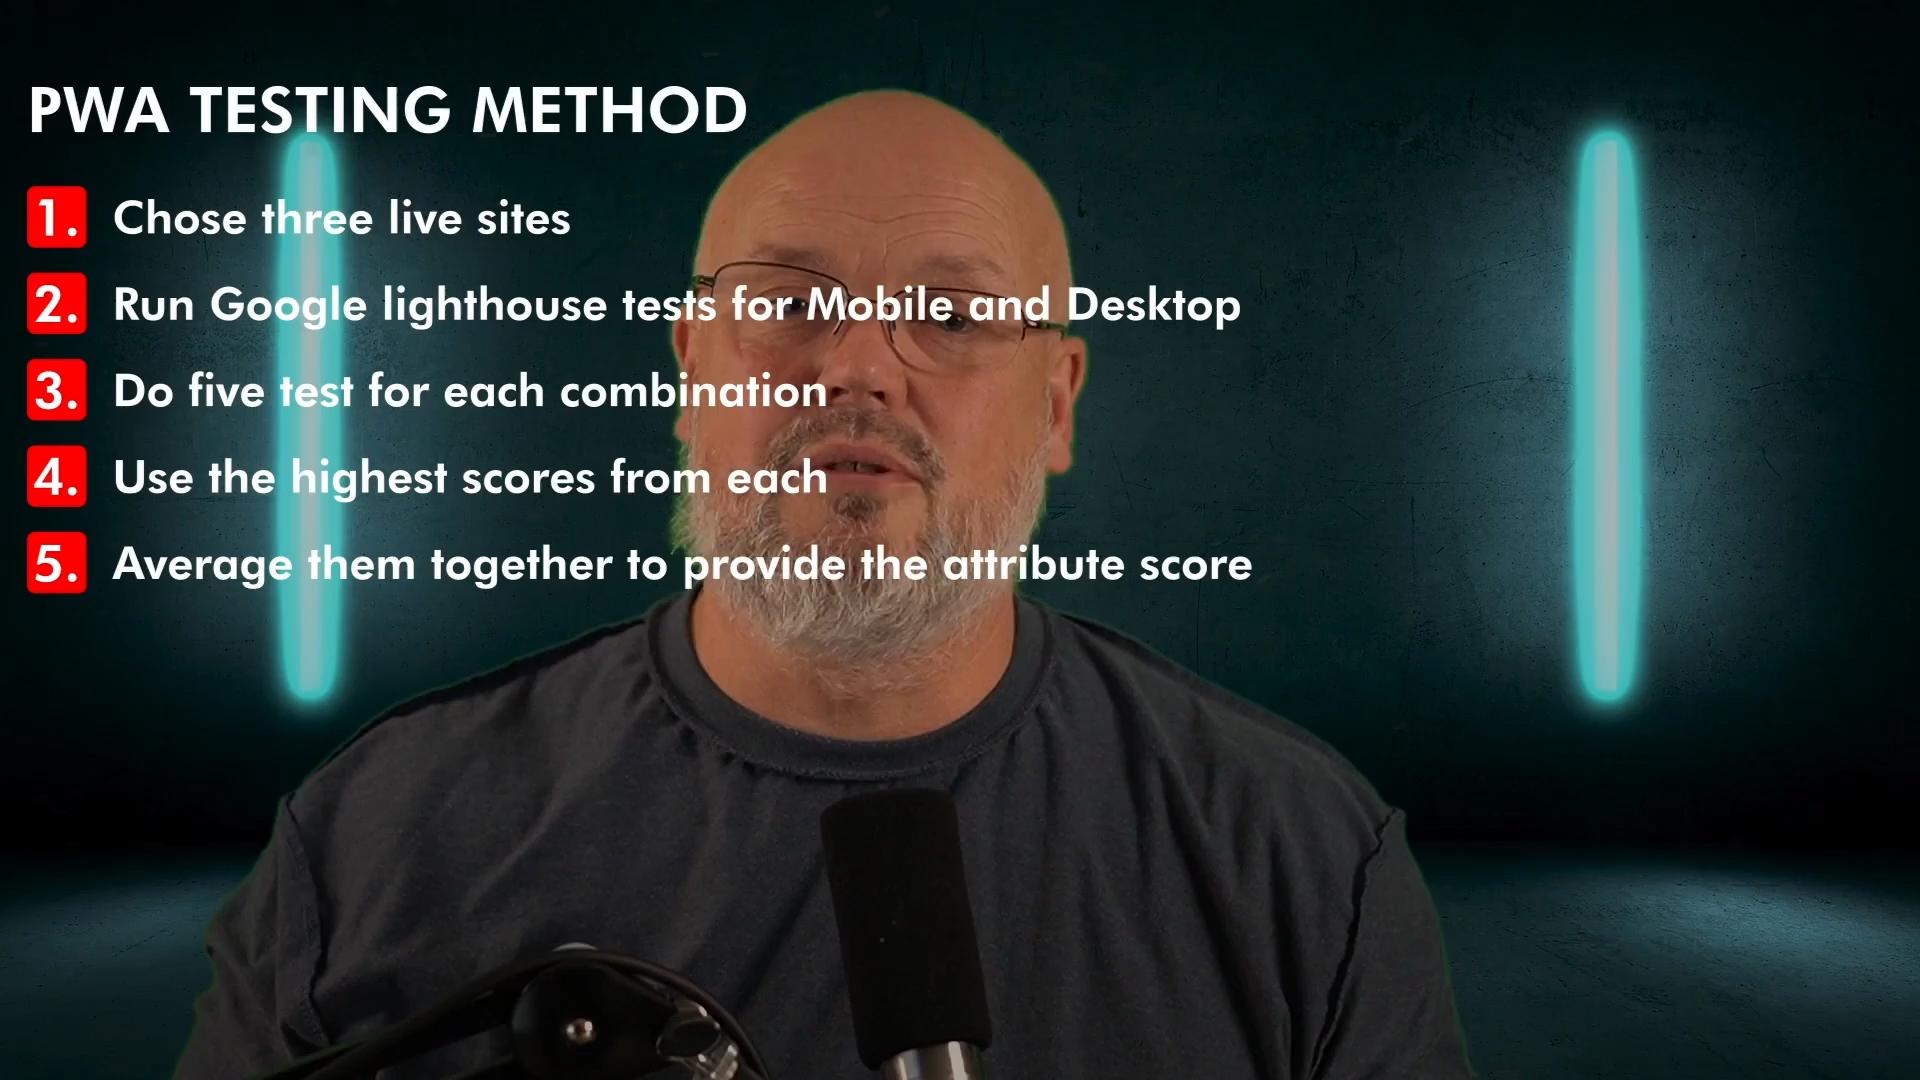 PWA TESTING METHOD
1. Chose three live sites
2. Run Google lighthouse tests for Mobile and Desktop
3. Do five test for each combination
4. Use the highest scores from each
5. Average them together to provide the attribute score